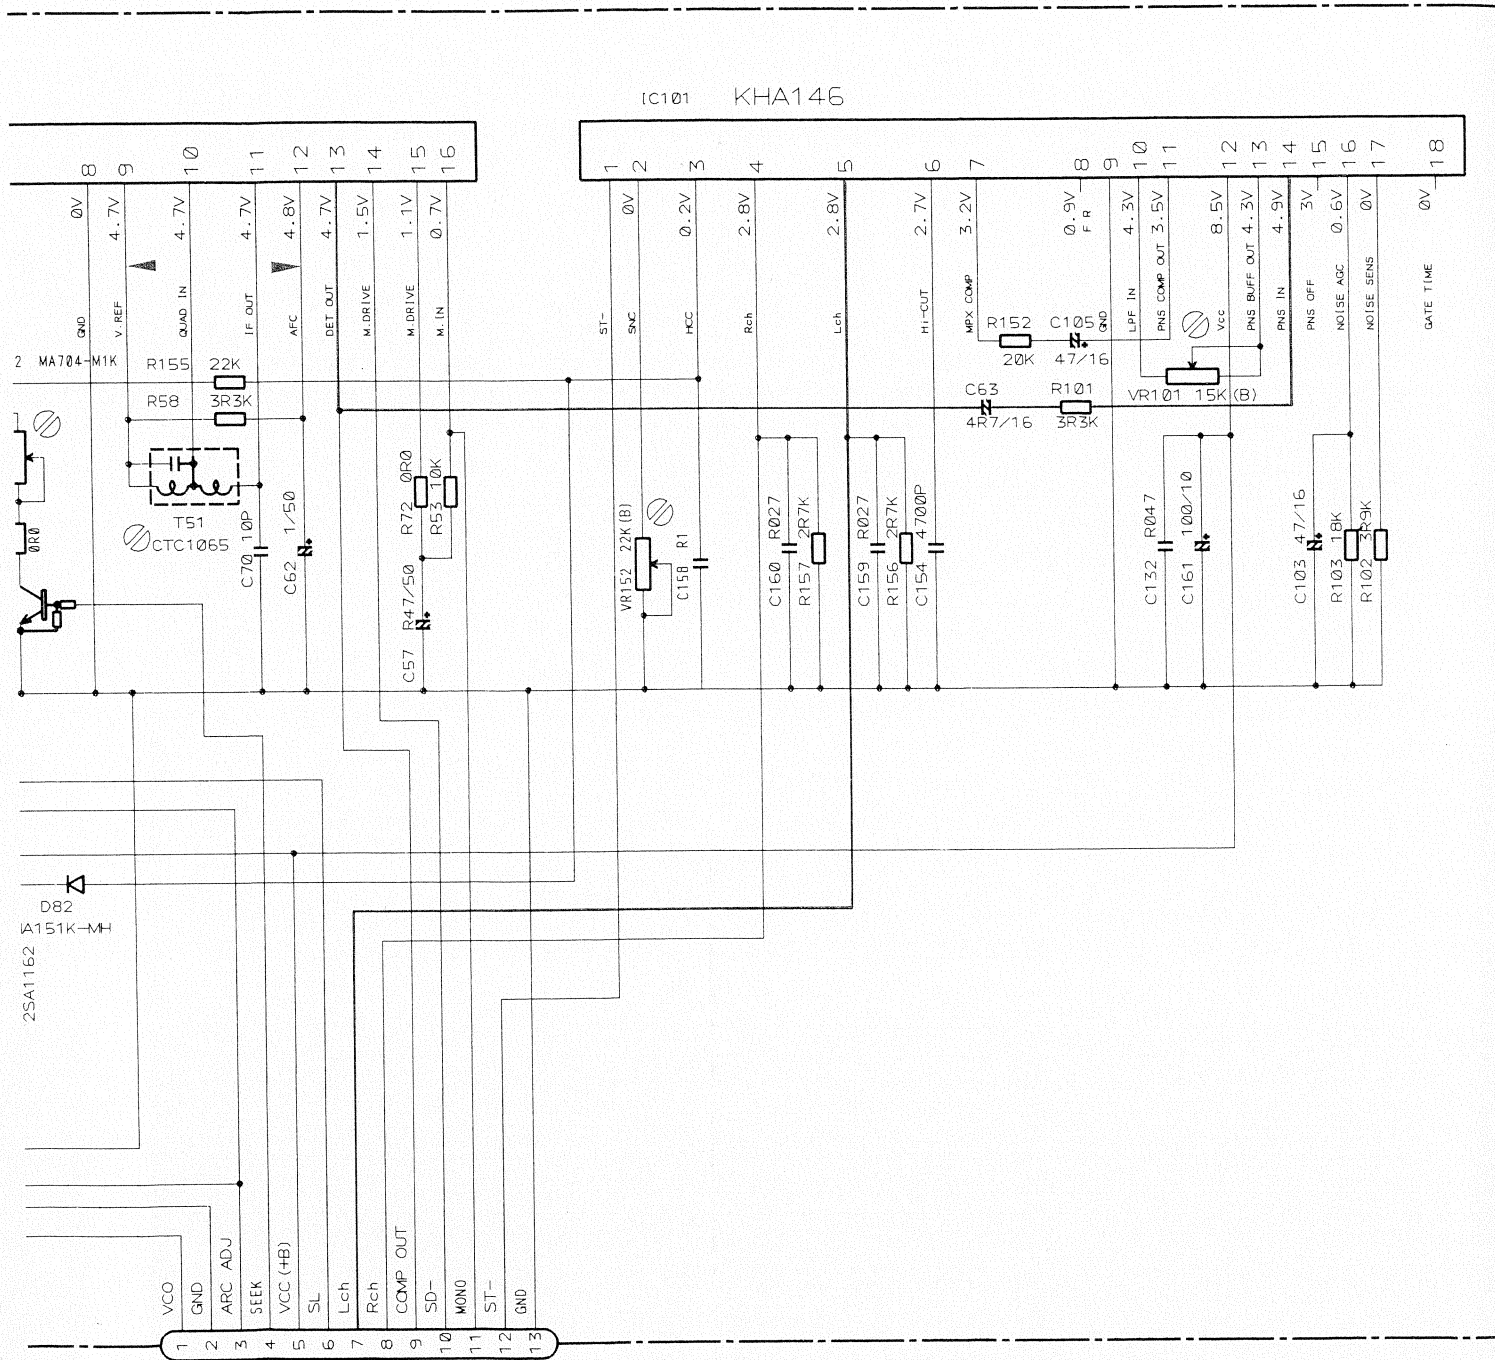 IC101 KHA146
8 9 10 11 12 13 14 15 16
1 2 3 4 5 6 7 8 9 10 11 12 13 14 15 16 17 18
0V
4.7V
4.7V
4.7V
4.8V
4.7V
1.5V
1.1V
0.7V
0V
0.2V
2.8V
2.8V
2.7V
3.2V
0.9V
FR
4.3V
3.5V
8.5V
4.3V
4.9V
3V
0.6V
0V
0V
GND
V.REF
QUAD IN
IF OUT
AFC
DET OUT
M.DRIVE
M.DRIVE
M.IN
ST-
SNC
HCC
Rch
Lch
Hi-CUT
MPX COMP
GND
LPF IN
PNS COMP OUT
Vcc
PNS BUFF OUT
PNS IN
PNS OFF
NOISE AGC
NOISE SENS
GATE TIME
2 MA704-M1K
R155 22K
R58 3R3K
R152
20K
C105
47/16
C63
4R7/16
R101
3R3K
VR101 15K(B)
T51
CTC1065
0R0
C70 10P
C62 1/50
R72 0R0
R53 10K
C57 R47/50
VR152 22K(B)
C158 R1
C160 R027
R157 2R7K
C159 R027
R156 2R7K
C154 4700P
C132 R047
C161 100/10
C103 47/16
R103 18K
R102 3R9K
D82
A151K-MH
2SA1162
VCO
GND
ARC ADJ
SEEK
VCC(+B)
SL
Lch
Rch
COMP OUT
SD-
MONO
ST-
GND
1 2 3 4 5 6 7 8 9 10 11 12 13